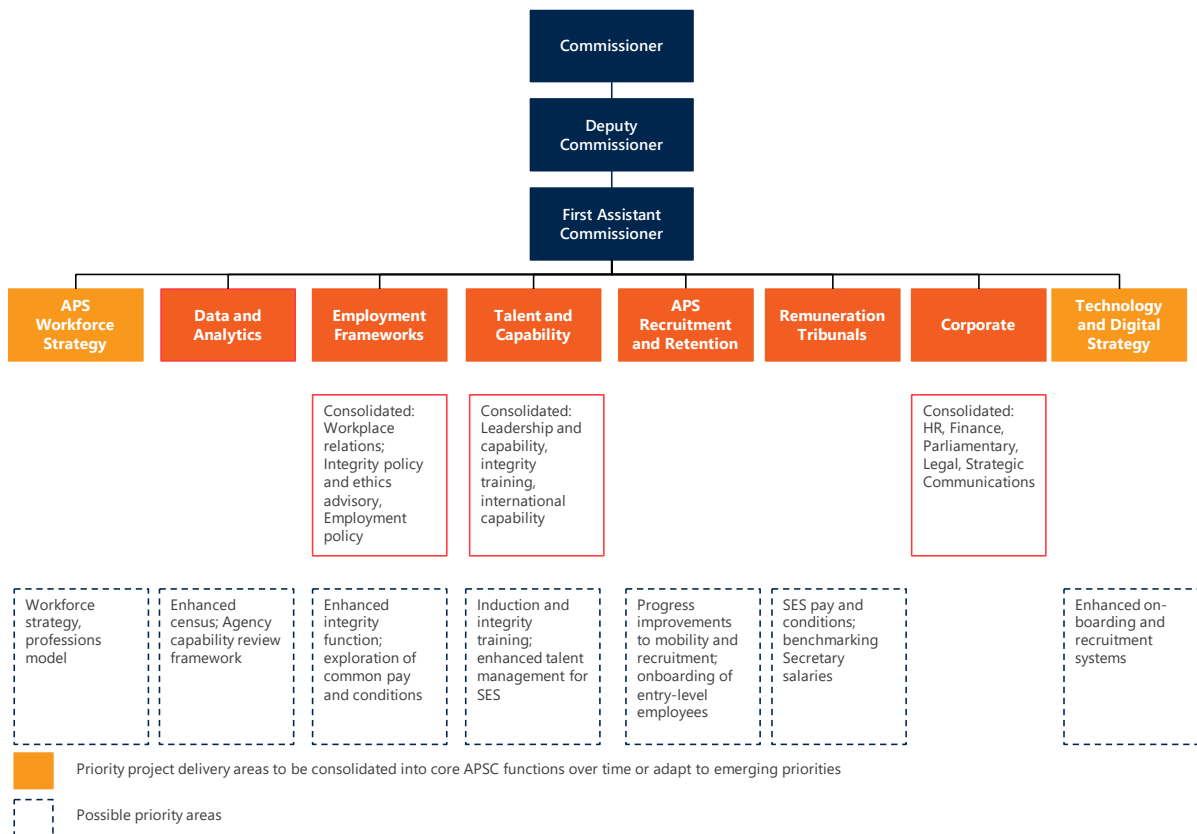 Commissioner
Deputy
Commissioner
First Assistant
Commissioner
APS
Workforce
Strategy
Data and
Analytics
Employment
Frameworks
Talent and
Capability
APS
Recruitment
and Retention
Remuneration
Tribunals
Corporate
Technology
and Digital
Strategy
Consolidated:
Workplace
relations;
Integrity policy
and ethics
advisory,
Employment
policy
Consolidated:
Leadership and
capability,
integrity
training,
international
capability
Consolidated:
HR, Finance,
Parliamentary,
Legal, Strategic
Communications
Workforce
strategy,
professions
model
Enhanced
census; Agency
capability review
framework
Enhanced
integrity
function;
exploration of
common pay
and conditions
Induction and
integrity
training;
enhanced talent
management for
SES
Progress
improvements
to mobility and
recruitment;
onboarding of
entry-level
employees
SES pay and
conditions;
benchmarking
Secretary
salaries
Enhanced on-
boarding and
recruitment
systems
Priority project delivery areas to be consolidated into core APSC functions over time or adapt to emerging priorities
Possible priority areas